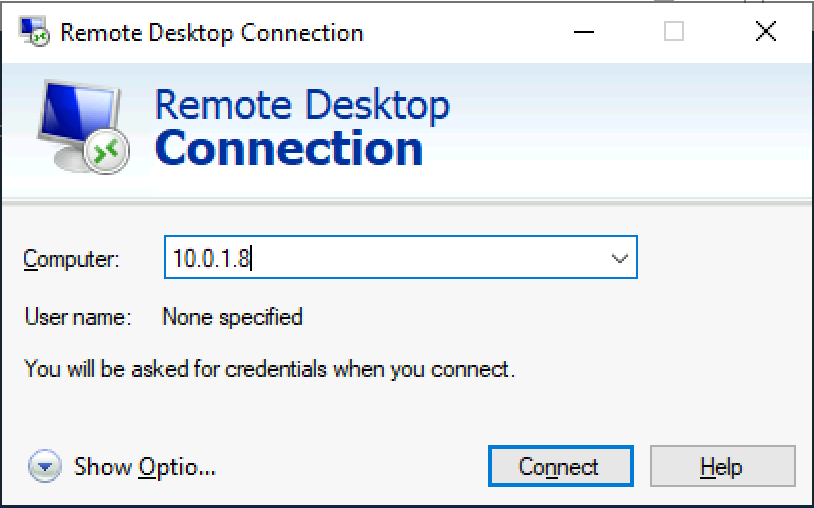 Remote Desktop Connection
Remote Desktop
Connection
Computer: 10.0.1.8
User name: None specified
You will be asked for credentials when you connect.
Show Optio... Connect Help